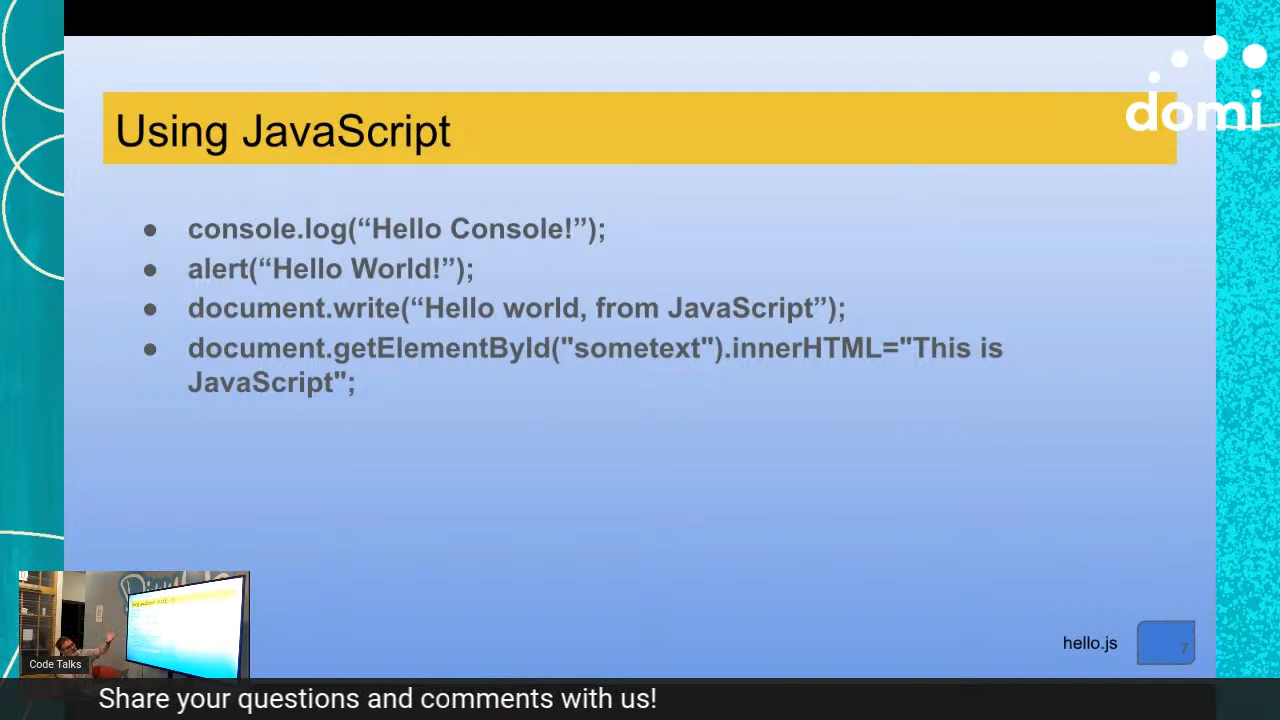 domi
Using JavaScript
● console.log(“Hello Console!”);
● alert(“Hello World!”);
● document.write(“Hello world, from JavaScript”);
● document.getElementById("sometext").innerHTML="This is
JavaScript";
hello.js
7
Code Talks
Share your questions and comments with us!